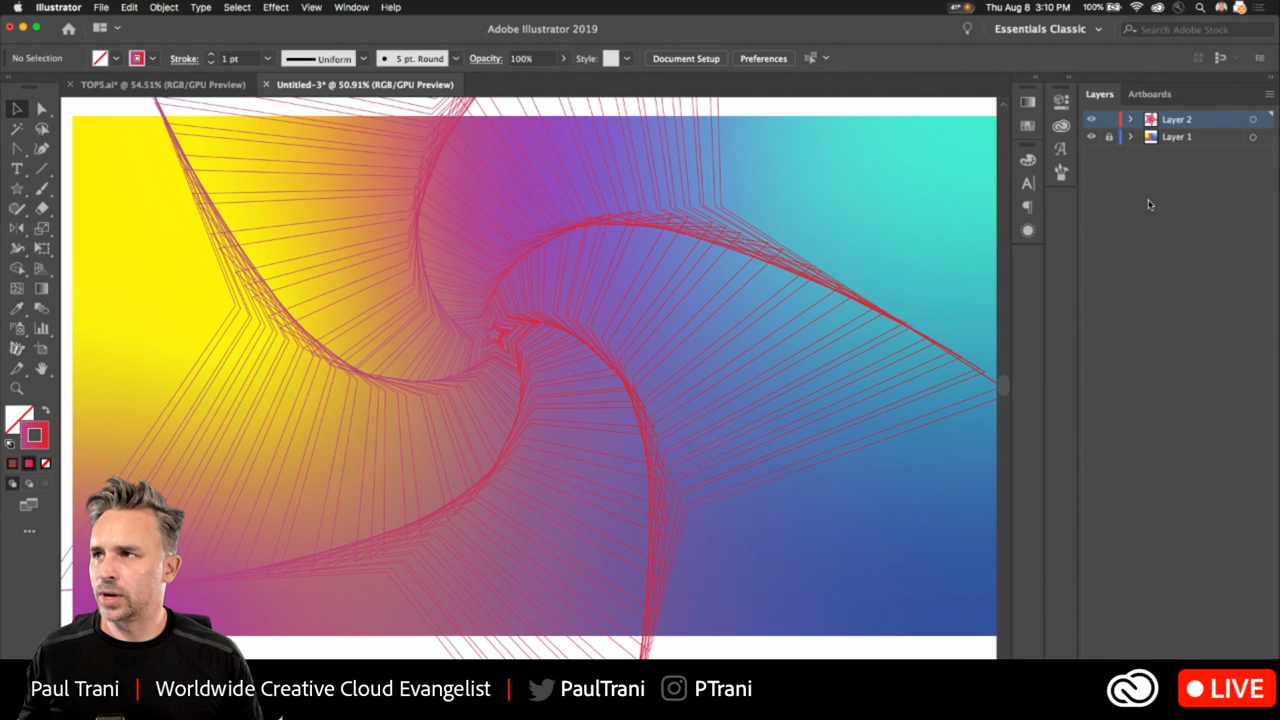 Illustrator File Edit Object Type Select Effect View Window Help
41° Thu Aug 8 3:10 PM 100%
Adobe Illustrator 2019
Essentials Classic
Search Adobe Stock
No Selection Stroke: 1 pt Uniform 5 pt. Round Opacity: 100% Style: Document Setup Preferences
× TOPS.ai* @ 54.51% (RGB/GPU Preview) × Untitled-3* @ 50.91% (RGB/GPU Preview)
Layers Artboards
Layer 2
Layer 1
Paul Trani | Worldwide Creative Cloud Evangelist | PaulTrani PTrani
LIVE